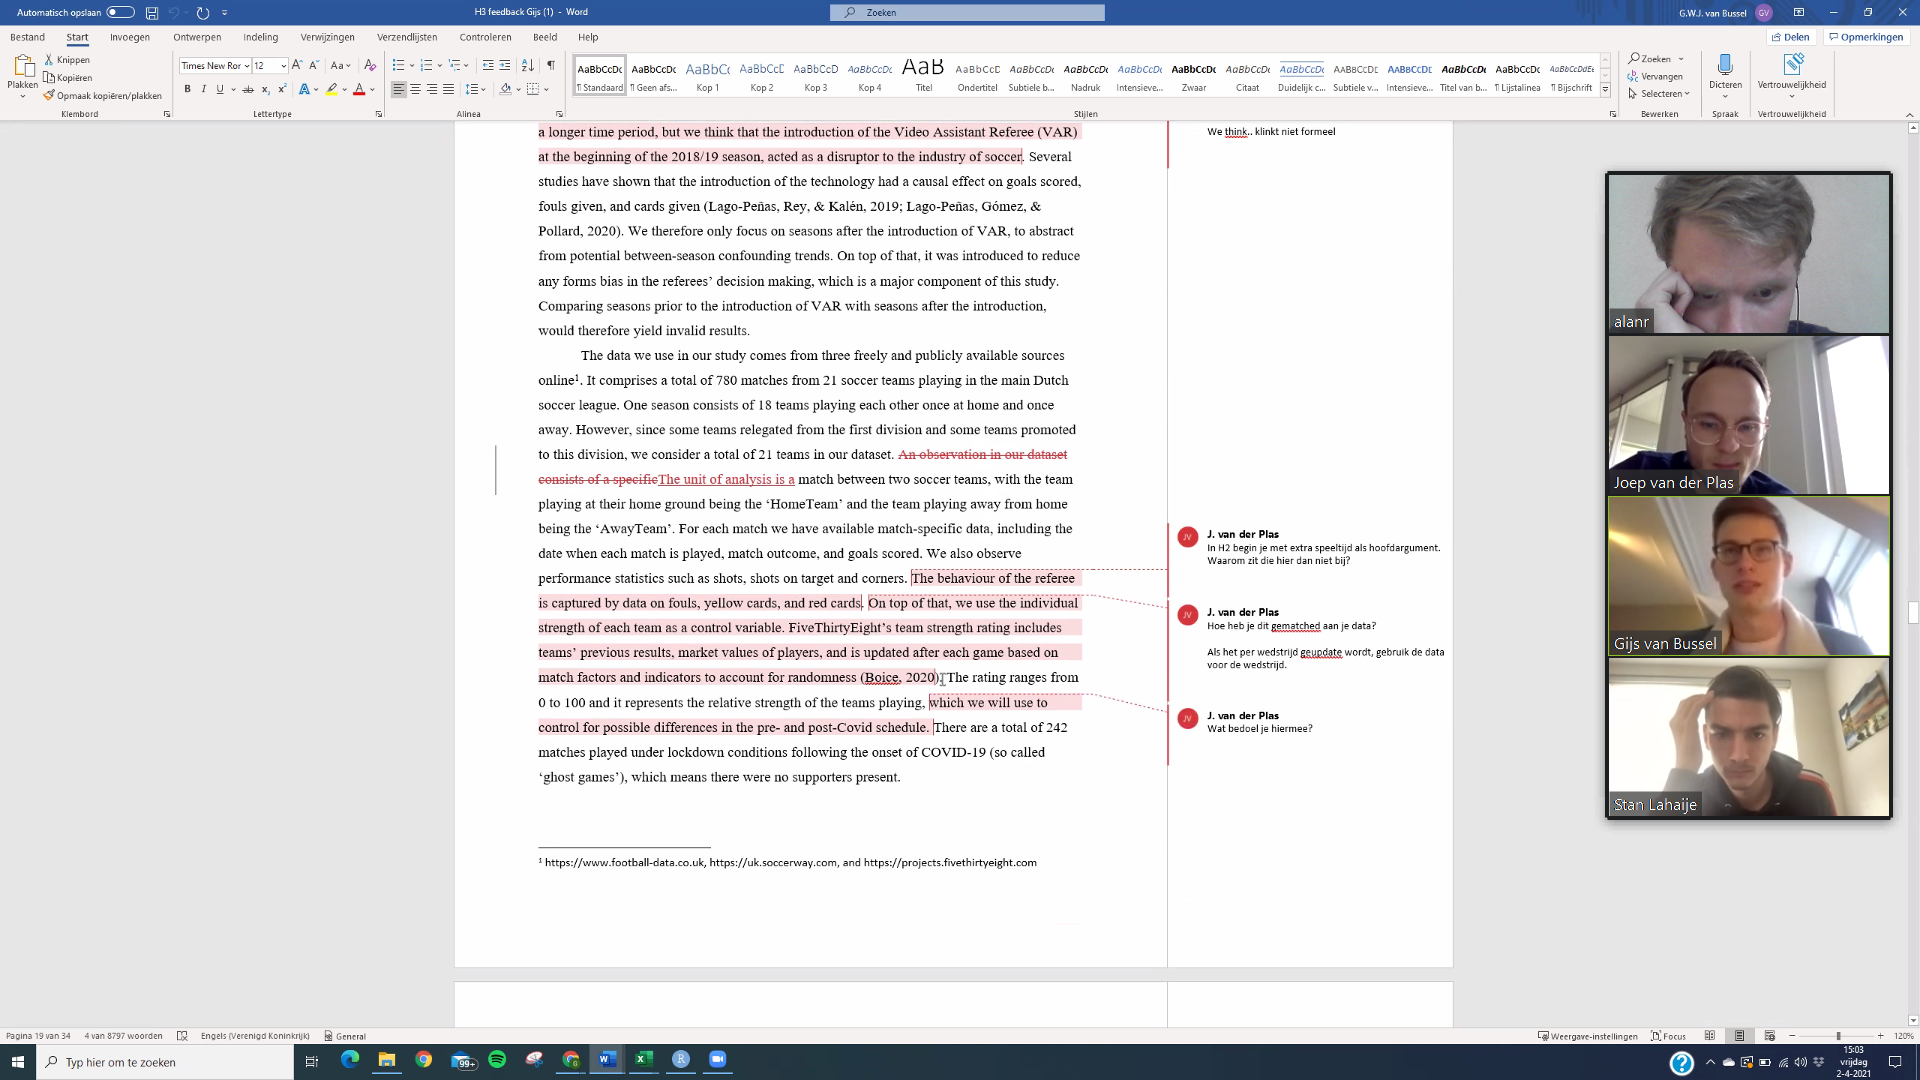 Automatisch opslaan
H3 feedback Gijs (1) - Word
Zoeken
G.W.J. van Bussel
GV
Bestand Start Invoegen Ontwerpen Indeling Verwijzingen Verzendlijsten Controleren Beeld Help
Delen
Opmerkingen
Plakken
Knippen
Kopiëren
Opmaak kopiëren/plakken
Klembord
Times New Ror
12
Lettertype
Alinea
¶ Standaard
¶ Geen afs...
Kop 1
Kop 2
Kop 3
Kop 4
Titel
Ondertitel
Subtiele b...
Nadruk
Intensieve...
Zwaar
Citaat
Duidelijk c...
Subtiele v...
Intensieve...
Titel van b...
¶ Lijstalinea
¶ Bijschrift
Stijlen
Zoeken
Vervangen
Selecteren
Bewerken
Dicteren
Spraak
Vertrouwelijkheid
Vertrouwelijkheid
a longer time period, but we think that the introduction of the Video Assistant Referee (VAR)
at the beginning of the 2018/19 season, acted as a disruptor to the industry of soccer. Several
studies have shown that the introduction of the technology had a causal effect on goals scored,
fouls given, and cards given (Lago-Peñas, Rey, & Kalén, 2019; Lago-Peñas, Gómez, &
Pollard, 2020). We therefore only focus on seasons after the introduction of VAR, to abstract
from potential between-season confounding trends. On top of that, it was introduced to reduce
any forms bias in the referees’ decision making, which is a major component of this study.
Comparing seasons prior to the introduction of VAR with seasons after the introduction,
would therefore yield invalid results.
The data we use in our study comes from three freely and publicly available sources
online¹. It comprises a total of 780 matches from 21 soccer teams playing in the main Dutch
soccer league. One season consists of 18 teams playing each other once at home and once
away. However, since some teams relegated from the first division and some teams promoted
to this division, we consider a total of 21 teams in our dataset. An observation in our dataset
consists of a specificThe unit of analysis is a match between two soccer teams, with the team
playing at their home ground being the ‘HomeTeam’ and the team playing away from home
being the ‘AwayTeam’. For each match we have available match-specific data, including the
date when each match is played, match outcome, and goals scored. We also observe
performance statistics such as shots, shots on target and corners. The behaviour of the referee
is captured by data on fouls, yellow cards, and red cards. On top of that, we use the individual
strength of each team as a control variable. FiveThirtyEight’s team strength rating includes
teams’ previous results, market values of players, and is updated after each game based on
match factors and indicators to account for randomness (Boice, 2020). The rating ranges from
0 to 100 and it represents the relative strength of the teams playing, which we will use to
control for possible differences in the pre- and post-Covid schedule. There are a total of 242
matches played under lockdown conditions following the onset of COVID-19 (so called
‘ghost games’), which means there were no supporters present.
¹ https://www.football-data.co.uk, https://uk.soccerway.com, and https://projects.fivethirtyeight.com
We think.. klinkt niet formeel
JV
J. van der Plas
In H2 begin je met extra speeltijd als hoofdargument.
Waarom zit die hier dan niet bij?
JV
J. van der Plas
Hoe heb je dit gematched aan je data?
Als het per wedstrijd geupdate wordt, gebruik de data
voor de wedstrijd.
JV
J. van der Plas
Wat bedoel je hiermee?
alanr
Joep van der Plas
Gijs van Bussel
Stan Lahaije
Pagina 19 van 34
4 van 8797 woorden
Engels (Verenigd Koninkrijk)
General
Weergave-instellingen
Focus
120%
Typ hier om te zoeken
99+
15:03
vrijdag
2-4-2021